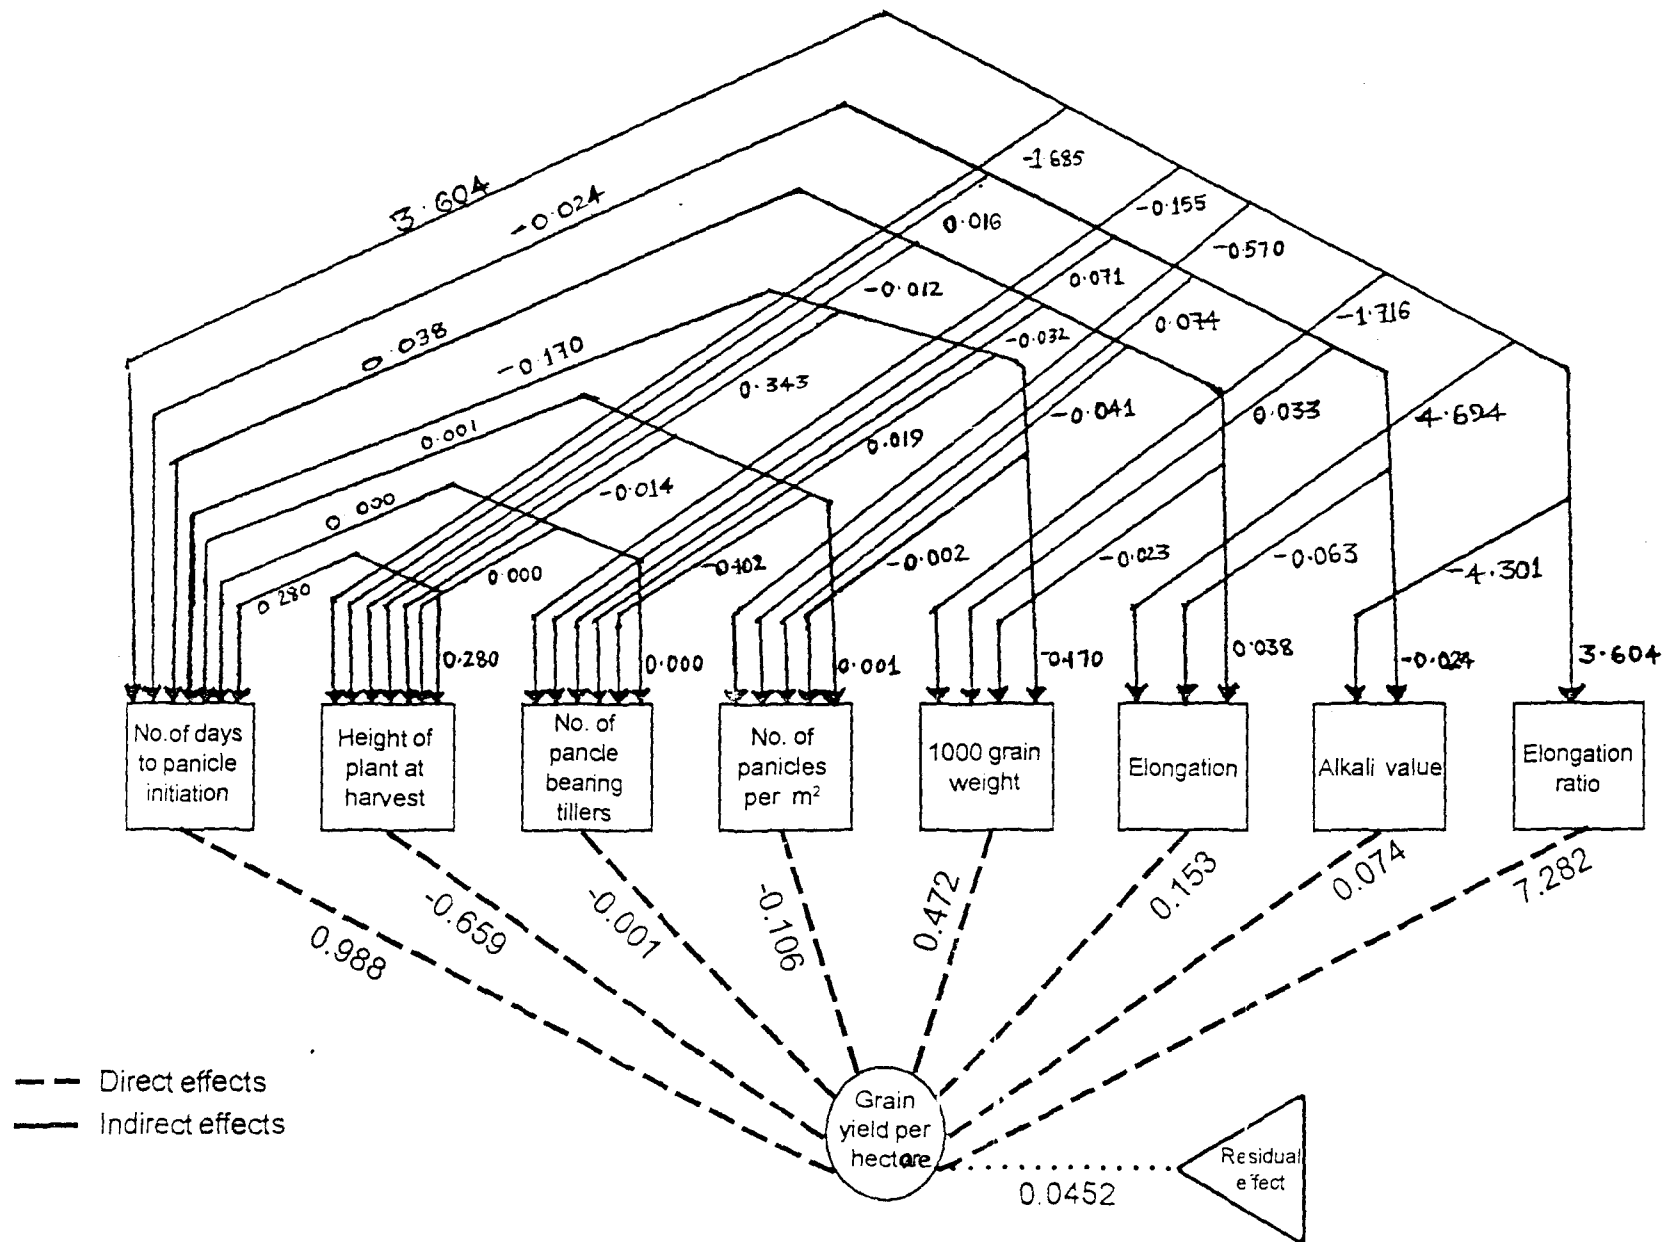 3.604
-0.024
0.038
-0.170
0.001
0.000
0.280
-1.685
0.016
-0.012
0.343
-0.014
0.000
0.280
-0.155
0.071
-0.032
0.019
-0.102
0.000
-0.570
0.074
-0.041
-0.002
0.001
-1.716
0.033
-0.023
-0.170
4.694
-0.063
0.038
-4.301
-0.024
3.604
No.of days
to panicle
initiation
Height of
plant at
harvest
No. of
pancle
bearing
tillers
No. of
panicles
per m²
1000 grain
weight
Elongation
Alkali value
Elongation
ratio
0.988
-0.659
-0.001
-0.106
0.472
0.153
0.074
7.282
Direct effects
Indirect effects
Grain
yield per
hectare
Residual
effect
0.0452